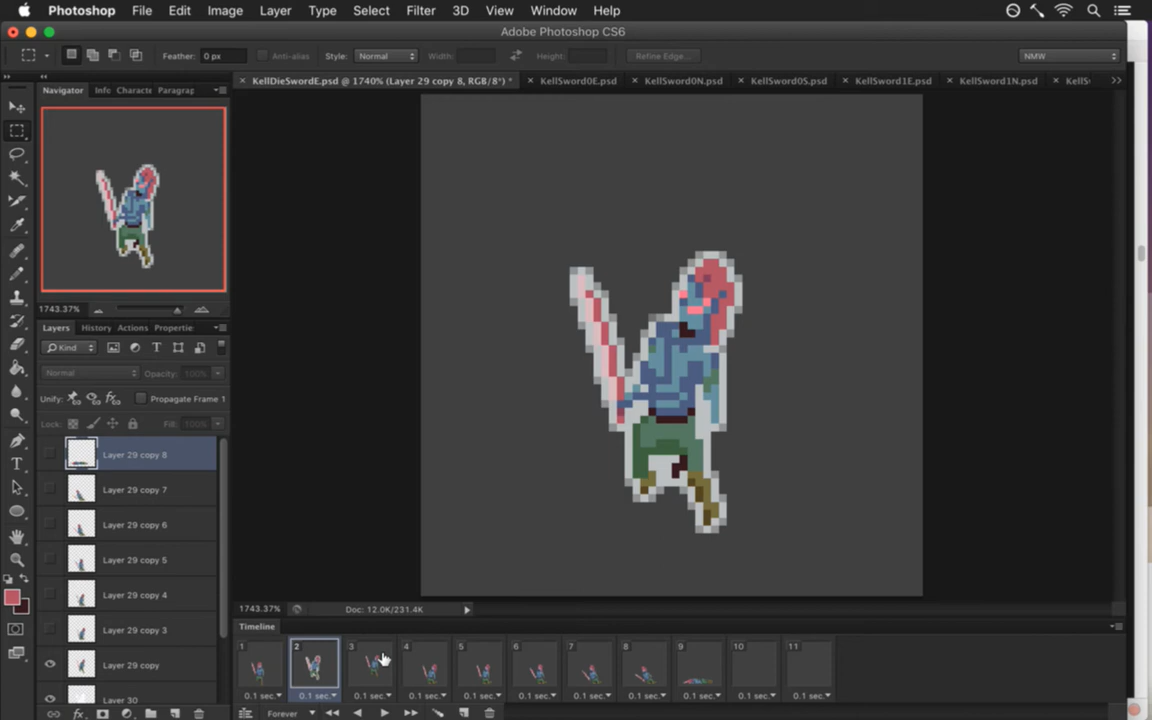 Photoshop File Edit Image Layer Type Select Filter 3D View Window Help
Adobe Photoshop CS6
Feather: 0 px Anti-alias Style: Normal Width: Height: Refine Edge... NMW
KellDieSwordE.psd @ 1740% (Layer 29 copy 8, RGB/8*) * KellSword0E.psd KellSword0N.psd KellSword0S.psd KellSword1E.psd KellSword1N.psd KellS
Navigator Info Characte Paragrap
1743.37%
Layers History Actions Propertie
Kind
Normal Opacity: 100%
Unify: Propagate Frame 1
Lock: Fill: 100%
Layer 29 copy 8
Layer 29 copy 7
Layer 29 copy 6
Layer 29 copy 5
Layer 29 copy 4
Layer 29 copy 3
Layer 29 copy
Layer 30
1743.37% Doc: 12.0K/231.4K
Timeline
1 2 3 4 5 6 7 8 9 10 11
0.1 sec. 0.1 sec. 0.1 sec. 0.1 sec. 0.1 sec. 0.1 sec. 0.1 sec. 0.1 sec. 0.1 sec. 0.1 sec. 0.1 sec.
Forever